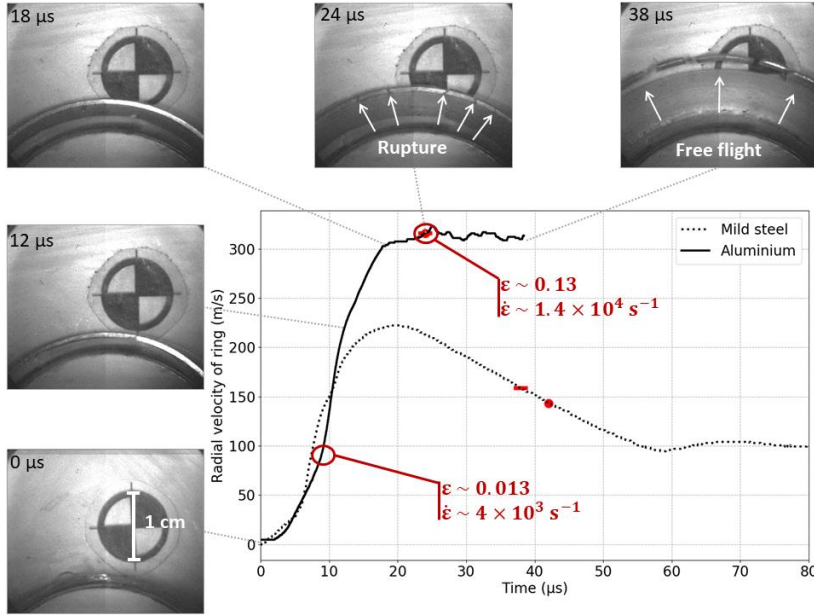 18 µs
24 µs
38 µs
Rupture
Free flight
12 µs
0 µs
1 cm
Mild steel
Aluminium
ε ~ 0.13
ε̇ ~ 1.4 × 10⁴ s⁻¹
ε ~ 0.013
ε̇ ~ 4 × 10³ s⁻¹
Radial velocity of ring (m/s)
300
250
200
150
100
50
0
0 10 20 30 40 50 60 70 80
Time (µs)